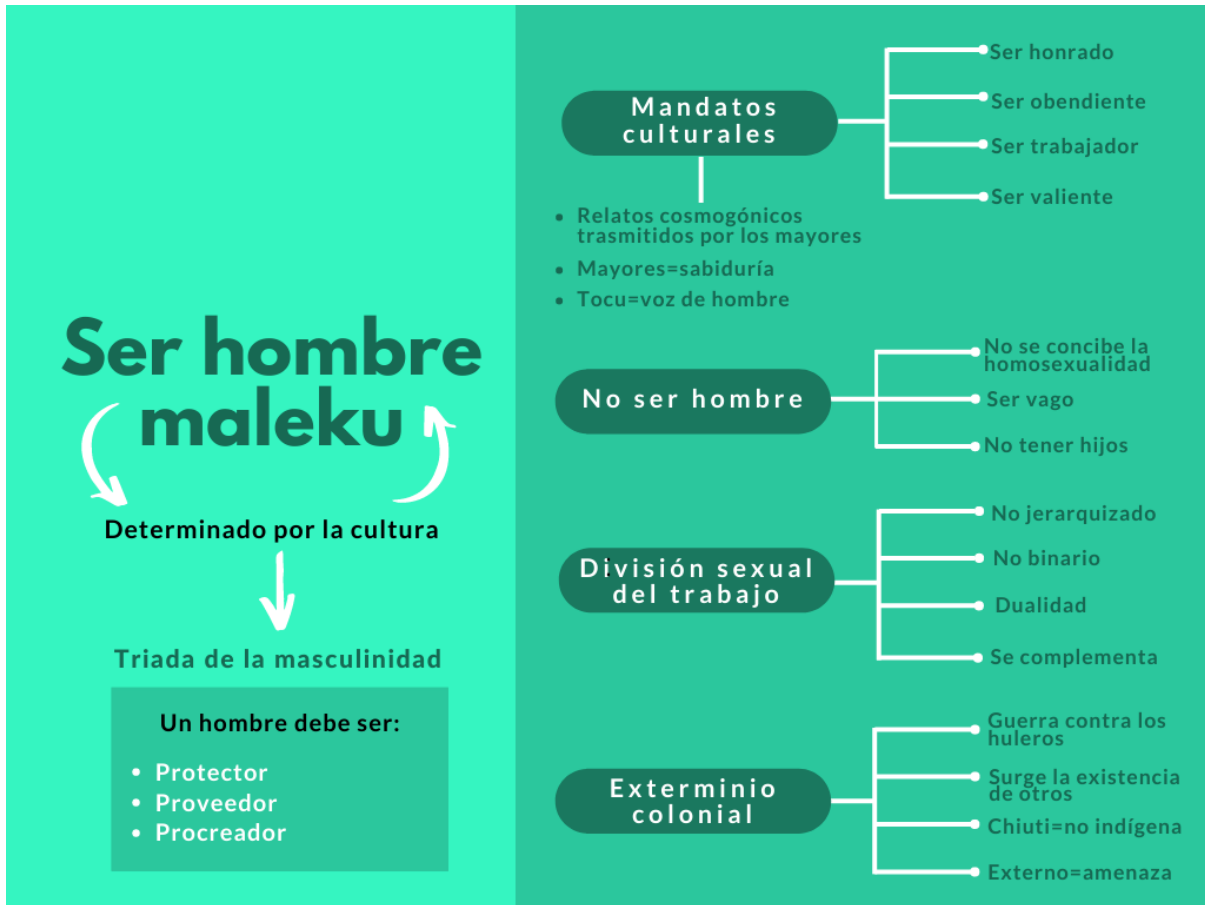 Ser hombre
maleku
Determinado por la cultura
Triada de la masculinidad
Un hombre debe ser:
• Protector
• Proveedor
• Procreador
Mandatos
culturales
Ser honrado
Ser obendiente
Ser trabajador
Ser valiente
• Relatos cosmogónicos
trasmitidos por los mayores
• Mayores=sabiduría
• Tocu=voz de hombre
No ser hombre
No se concibe la
homosexualidad
Ser vago
No tener hijos
División sexual
del trabajo
No jerarquizado
No binario
Dualidad
Se complementa
Exterminio
colonial
Guerra contra los
huleros
Surge la existencia
de otros
Chiuti=no indígena
Externo=amenaza